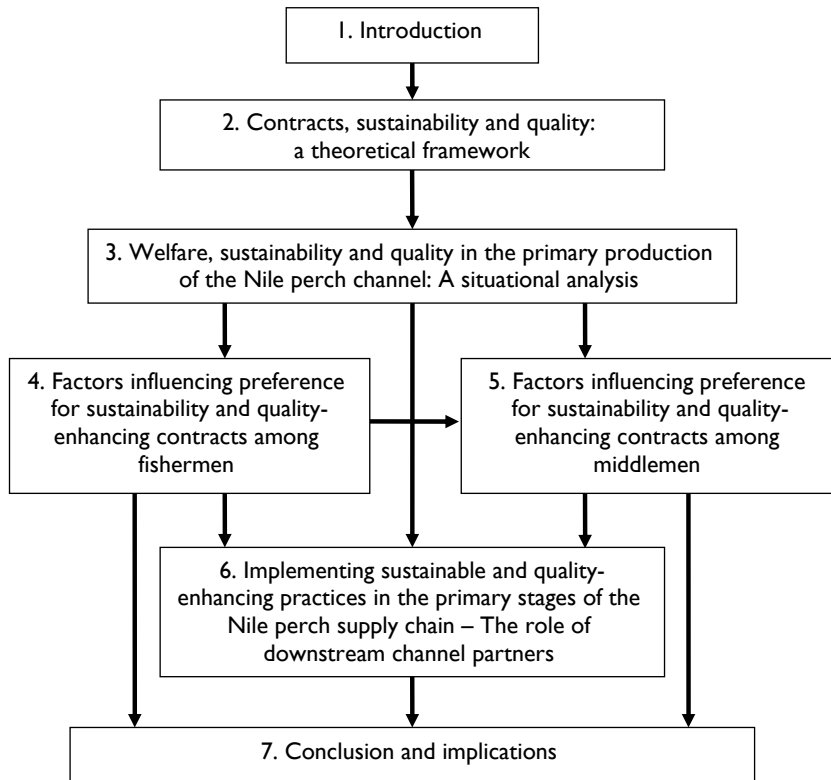 1. Introduction
2. Contracts, sustainability and quality:
a theoretical framework
3. Welfare, sustainability and quality in the primary production
of the Nile perch channel: A situational analysis
4. Factors influencing preference
for sustainability and quality-
enhancing contracts among
fishermen
5. Factors influencing preference
for sustainability and quality-
enhancing contracts among
middlemen
6. Implementing sustainable and quality-
enhancing practices in the primary stages of the
Nile perch supply chain – The role of
downstream channel partners
7. Conclusion and implications